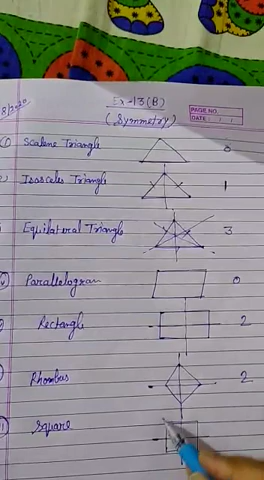 Ex-13(B)
(Symmetry)
PAGE NO.
DATE : / /
Scalene Triangle 0
Isosceles Triangle 1
Equilateral Triangle 3
Parallelogram 0
Rectangle 2
Rhombus 2
Square